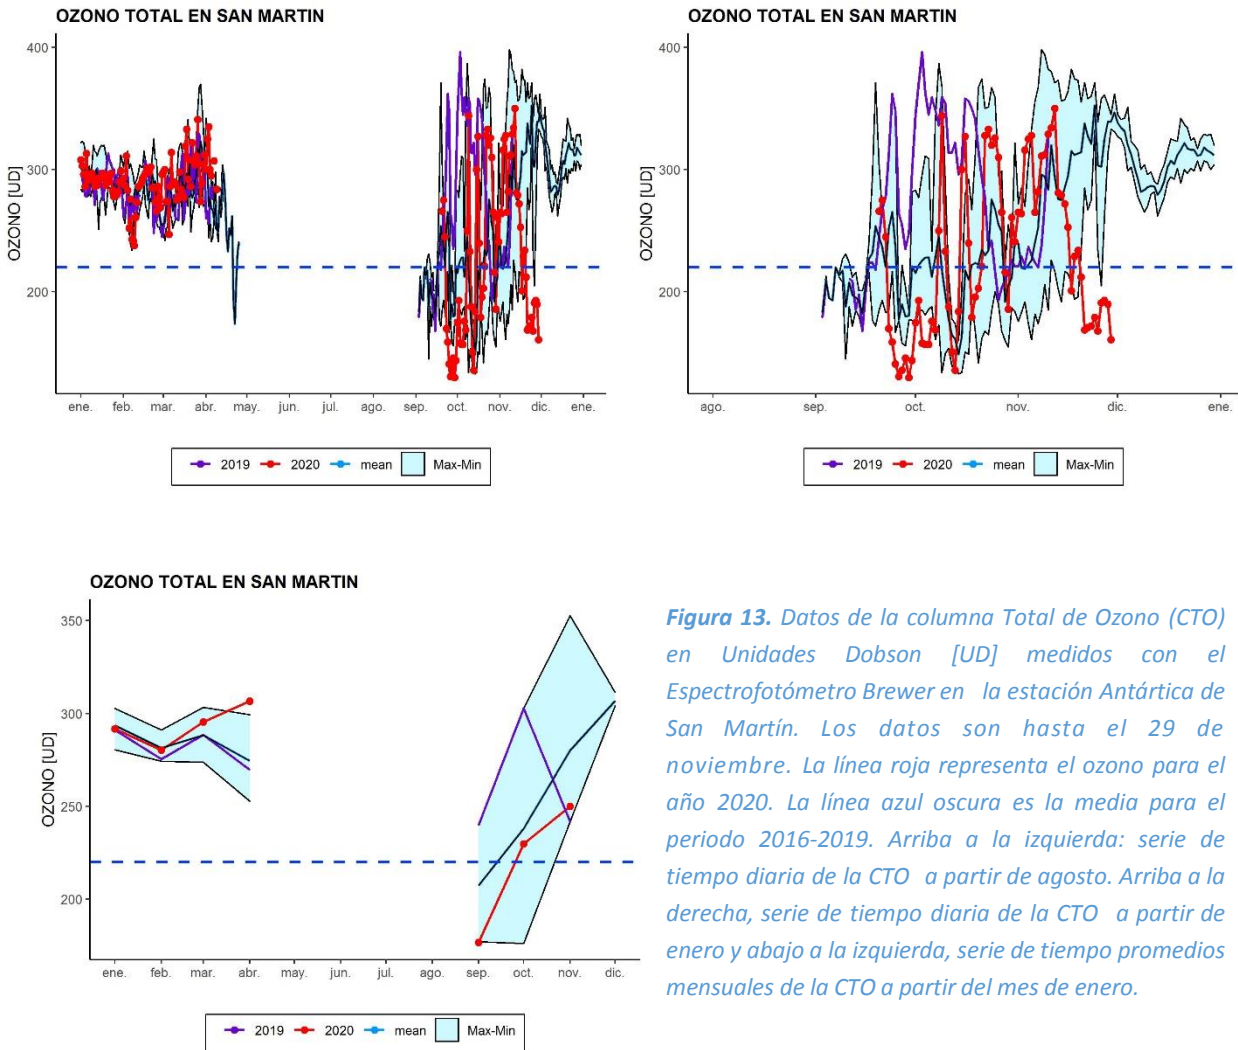 OZONO TOTAL EN SAN MARTIN
400
300
200
OZONO [UD]
ene. feb. mar. abr. may. jun. jul. ago. sep. oct. nov. dic. ene.
2019 2020 mean Max-Min
OZONO TOTAL EN SAN MARTIN
400
300
200
OZONO [UD]
ago. sep. oct. nov. dic. ene.
2019 2020 mean Max-Min
OZONO TOTAL EN SAN MARTIN
350
300
250
200
OZONO [UD]
ene. feb. mar. abr. may. jun. jul. ago. sep. oct. nov. dic.
2019 2020 mean Max-Min
Figura 13. Datos de la columna Total de Ozono (CTO)
en Unidades Dobson [UD] medidos con el
Espectrofotómetro Brewer en la estación Antártica de
San Martín. Los datos son hasta el 29 de
noviembre. La línea roja representa el ozono para el
año 2020. La línea azul oscura es la media para el
periodo 2016-2019. Arriba a la izquierda: serie de
tiempo diaria de la CTO a partir de agosto. Arriba a la
derecha, serie de tiempo diaria de la CTO a partir de
enero y abajo a la izquierda, serie de tiempo promedios
mensuales de la CTO a partir del mes de enero.